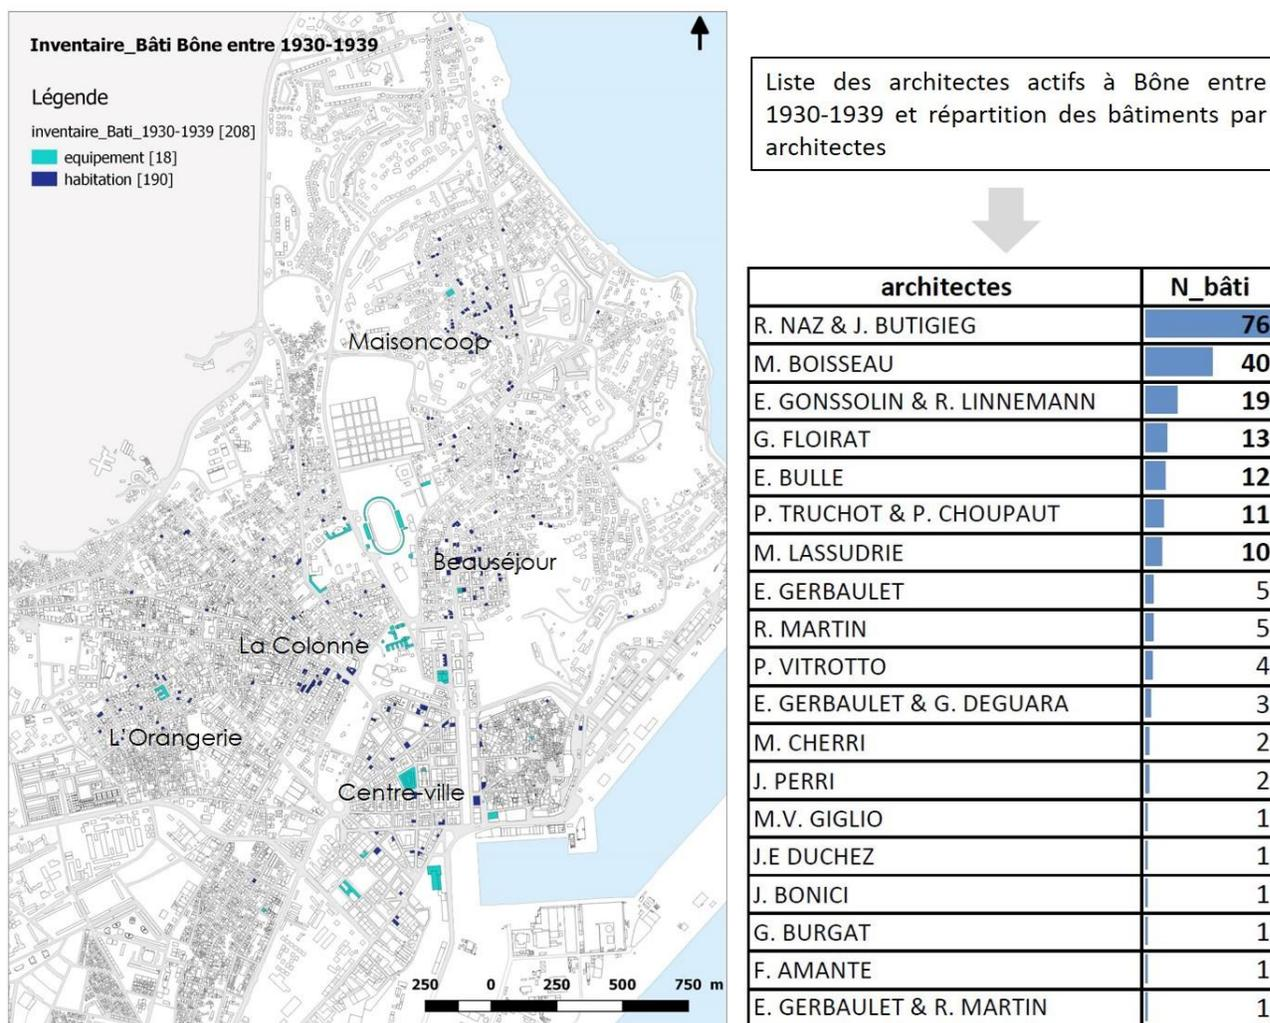 Inventaire_Bâti Bône entre 1930-1939
Légende
inventaire_Bati_1930-1939 [208]
equipement [18]
habitation [190]
Maisoncoop
Beauséjour
La Colonne
L'Orangerie
Centre-ville
250 0 250 500 750 m
Liste des architectes actifs à Bône entre
1930-1939 et répartition des bâtiments par
architectes
architectes N_bâti
R. NAZ & J. BUTIGIEG 76
M. BOISSEAU 40
E. GONSSOLIN & R. LINNEMANN 19
G. FLOIRAT 13
E. BULLE 12
P. TRUCHOT & P. CHOUPAUT 11
M. LASSUDRIE 10
E. GERBAULET 5
R. MARTIN 5
P. VITROTTO 4
E. GERBAULET & G. DEGUARA 3
M. CHERRI 2
J. PERRI 2
M.V. GIGLIO 1
J.E DUCHEZ 1
J. BONICI 1
G. BURGAT 1
F. AMANTE 1
E. GERBAULET & R. MARTIN 1